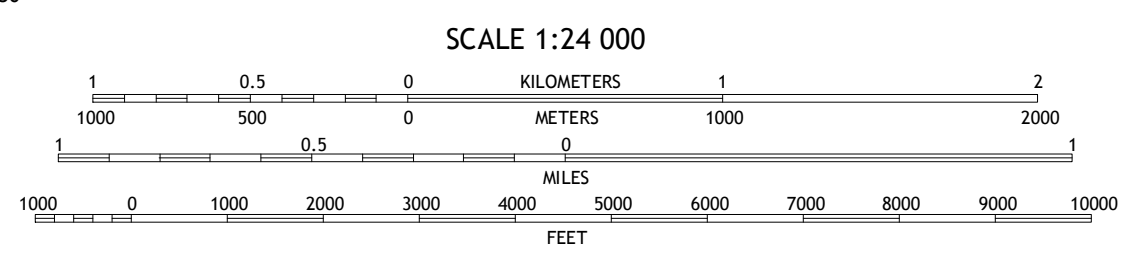 SCALE 1:24 000
1 0.5 0 KILOMETERS 1 2
1000 500 0 METERS 1000 2000
1 0.5 0 1
MILES
1000 0 1000 2000 3000 4000 5000 6000 7000 8000 9000 10000
FEET